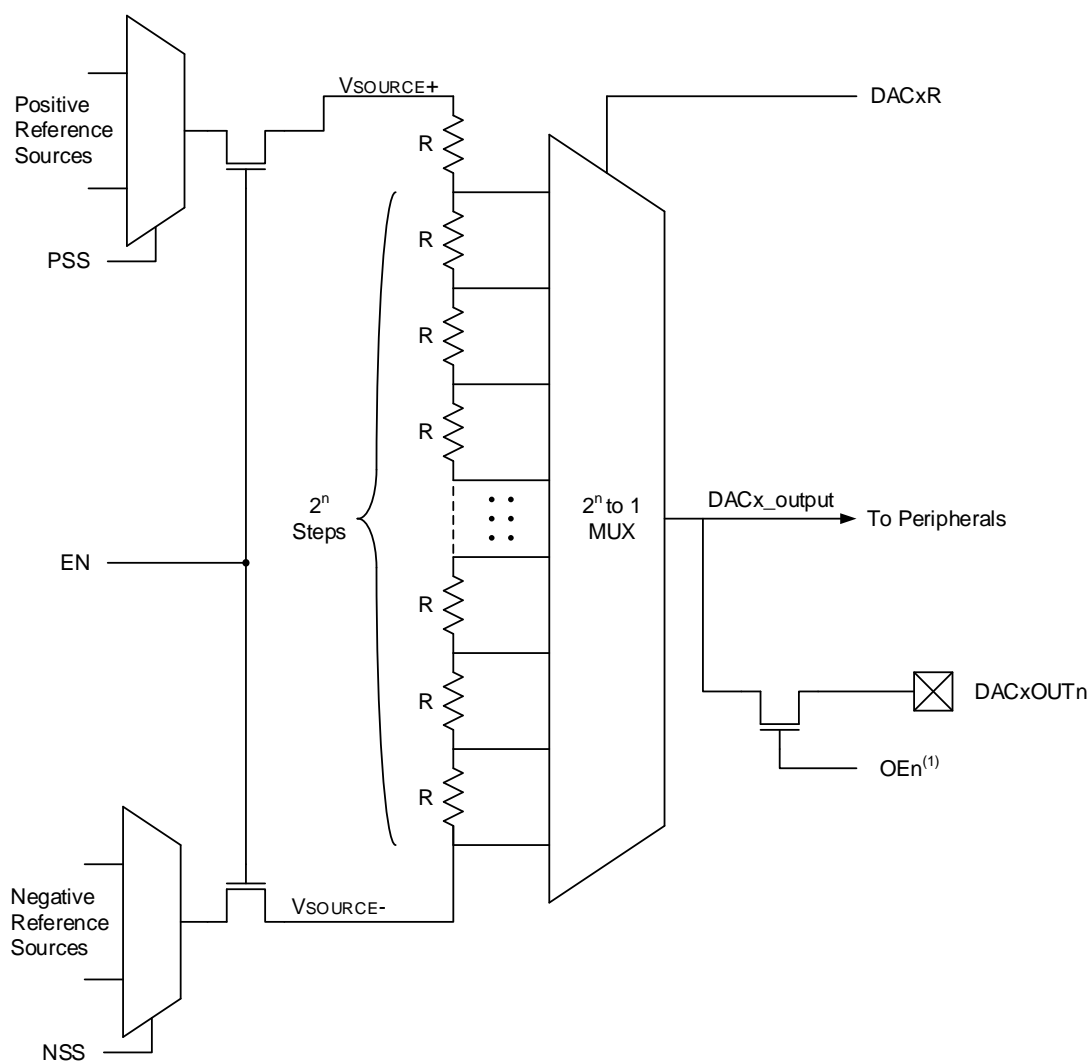 VSOURCE+
DACxR
Positive
Reference
Sources
R
R
PSS
R
R
2ⁿ
Steps
2ⁿ to 1
MUX
DACx_output
To Peripherals
EN
R
R
DACxOUTn
OEn⁽¹⁾
R
Negative
Reference
Sources
VSOURCE-
NSS